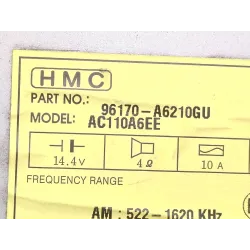 HMC
PART NO.: 96170-A6210GU
MODEL: AC110A6EE
14.4V 4Ω 10 A
FREQUENCY RANGE
AM : 522-1620 KHz